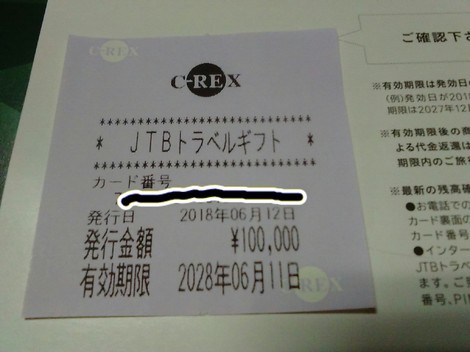 C-REX
********************
* JTBトラベルギフト *
********************
カード番号
発行日 2018年06月12日
発行金額 ¥100,000
有効期限 2028年06月11日
REX
ご確認下さ
※有効期限は発効日の
(例)発効日が201
期限は2027年12
※有効期限後の商
よる代金返還は
期限内のご旅
※最新の残高確
●お電話での
カード裏面の
カード番号
●インター
JTBトラベ
ます。ご
番号、PI